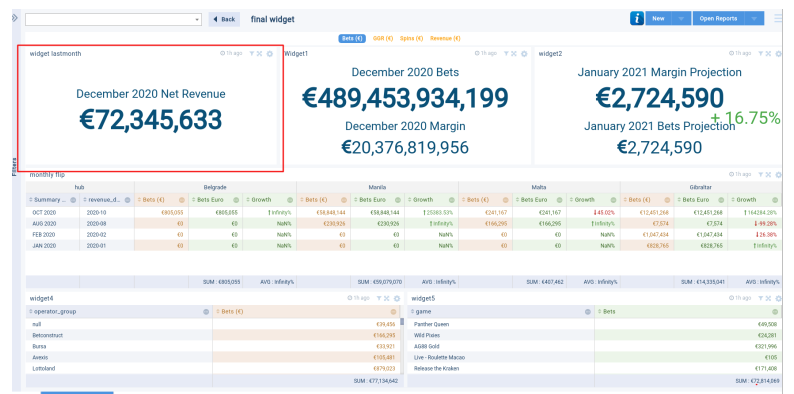 Back final widget New Open Reports
Bets (€) GGR (€) Spins (€) Revenue (€)
Filters
widget lastmonth 1h ago
December 2020 Net Revenue
€72,345,633
Widget1 1h ago
December 2020 Bets
€489,453,934,199
December 2020 Margin
€20,376,819,956
widget2 1h ago
January 2021 Margin Projection
€2,724,590
+ 16.75%
January 2021 Bets Projection
€2,724,590
monthly flip 1h ago
hub Belgrade Manila Malta Gibraltar
Summary ... revenue_d... Bets (€) Bets Euro Growth Bets (€) Bets Euro Growth Bets (€) Bets Euro Growth Bets (€) Bets Euro Growth
OCT 2020 2020-10 €805,055 €805,055 Infinity% €58,848,144 €58,848,144 25383.53% €241,167 €241,167 45.02% €12,451,268 €12,451,268 164284.28%
AUG 2020 2020-08 €0 €0 NaN% €230,926 €230,926 Infinity% €166,295 €166,295 Infinity% €7,574 €7,574 -99.28%
FEB 2020 2020-02 €0 €0 NaN% €0 €0 NaN% €0 €0 NaN% €1,047,434 €1,047,434 26.38%
JAN 2020 2020-01 €0 €0 NaN% €0 €0 NaN% €0 €0 NaN% €828,765 €828,765 Infinity%
SUM : €805,055 AVG : Infinity% SUM : €59,079,070 AVG : Infinity% SUM : €407,462 AVG : Infinity% SUM : €14,335,041 AVG : Infinity%
widget4 1h ago
operator_group Bets (€)
null €39,456
Betconstruct €166,295
Bursa €33,921
Avexis €105,481
Lottoland €879,023
SUM : €77,134,642
widget5 1h ago
game Bets
Panther Queen €49,508
Wild Pixies €24,281
AGB8 Gold €321,996
Live - Roulette Macao €105
Release the Kraken €171,408
SUM : €72,814,069